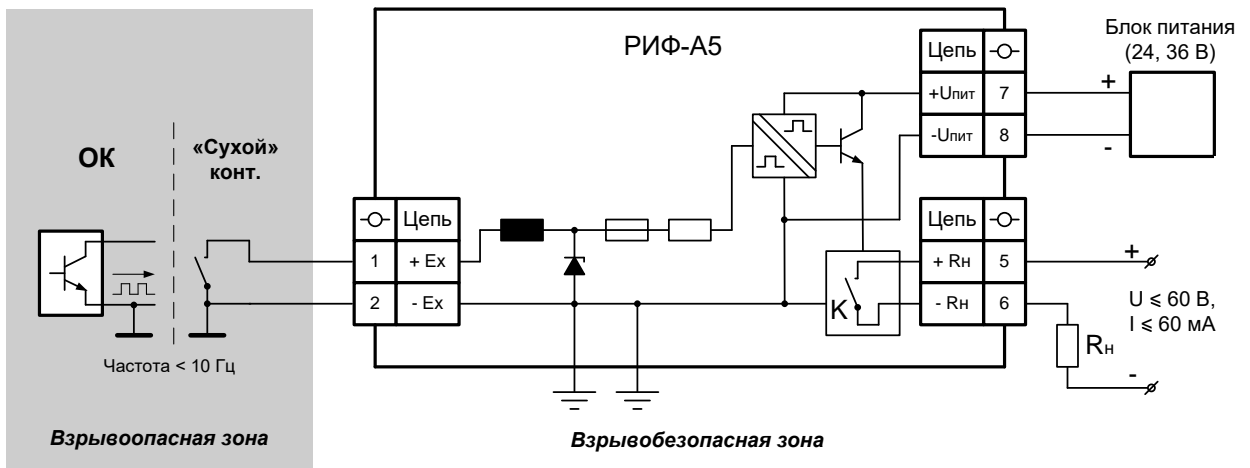 РИФ-А5
Блок питания
(24, 36 В)
Цепь
+Uпит
7
-Uпит
8
+
-
ОК
«Сухой»
конт.
Цепь
1
+ Ex
2
- Ex
Частота < 10 Гц
Цепь
+ Rн
5
- Rн
6
K
+
U ⩽ 60 В,
I ⩽ 60 мА
Rн
-
Взрывоопасная зона
Взрывобезопасная зона